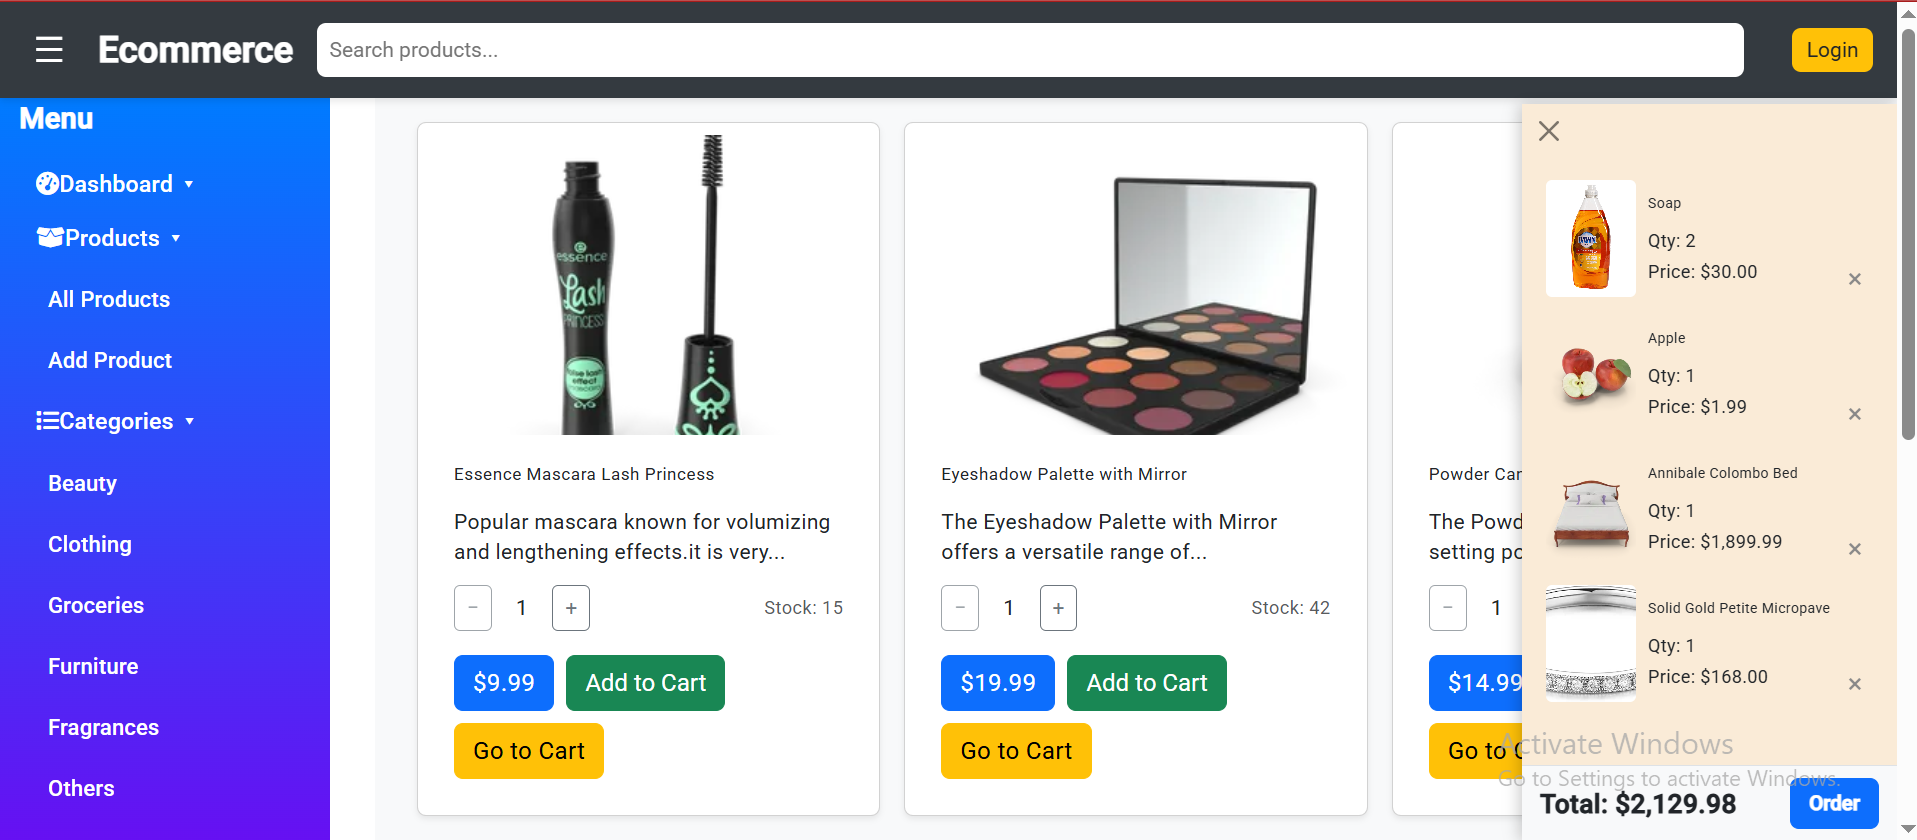 Ecommerce
Search products...
Login
Menu
Dashboard
Products
All Products
Add Product
Categories
Beauty
Clothing
Groceries
Furniture
Fragrances
Others
essence
Lash
PRINCESS
false lash
effect
mascara
Essence Mascara Lash Princess
Popular mascara known for volumizing
and lengthening effects.it is very...
− 1 + Stock: 15
$9.99 Add to Cart
Go to Cart
Eyeshadow Palette with Mirror
The Eyeshadow Palette with Mirror
offers a versatile range of...
− 1 + Stock: 42
$19.99 Add to Cart
Go to Cart
Powder Can
The Powd
setting po
− 1
$14.99
Go to C
Soap
Qty: 2
Price: $30.00
Apple
Qty: 1
Price: $1.99
Annibale Colombo Bed
Qty: 1
Price: $1,899.99
Solid Gold Petite Micropave
Qty: 1
Price: $168.00
Activate Windows
Go to Settings to activate Windows.
Total: $2,129.98
Order